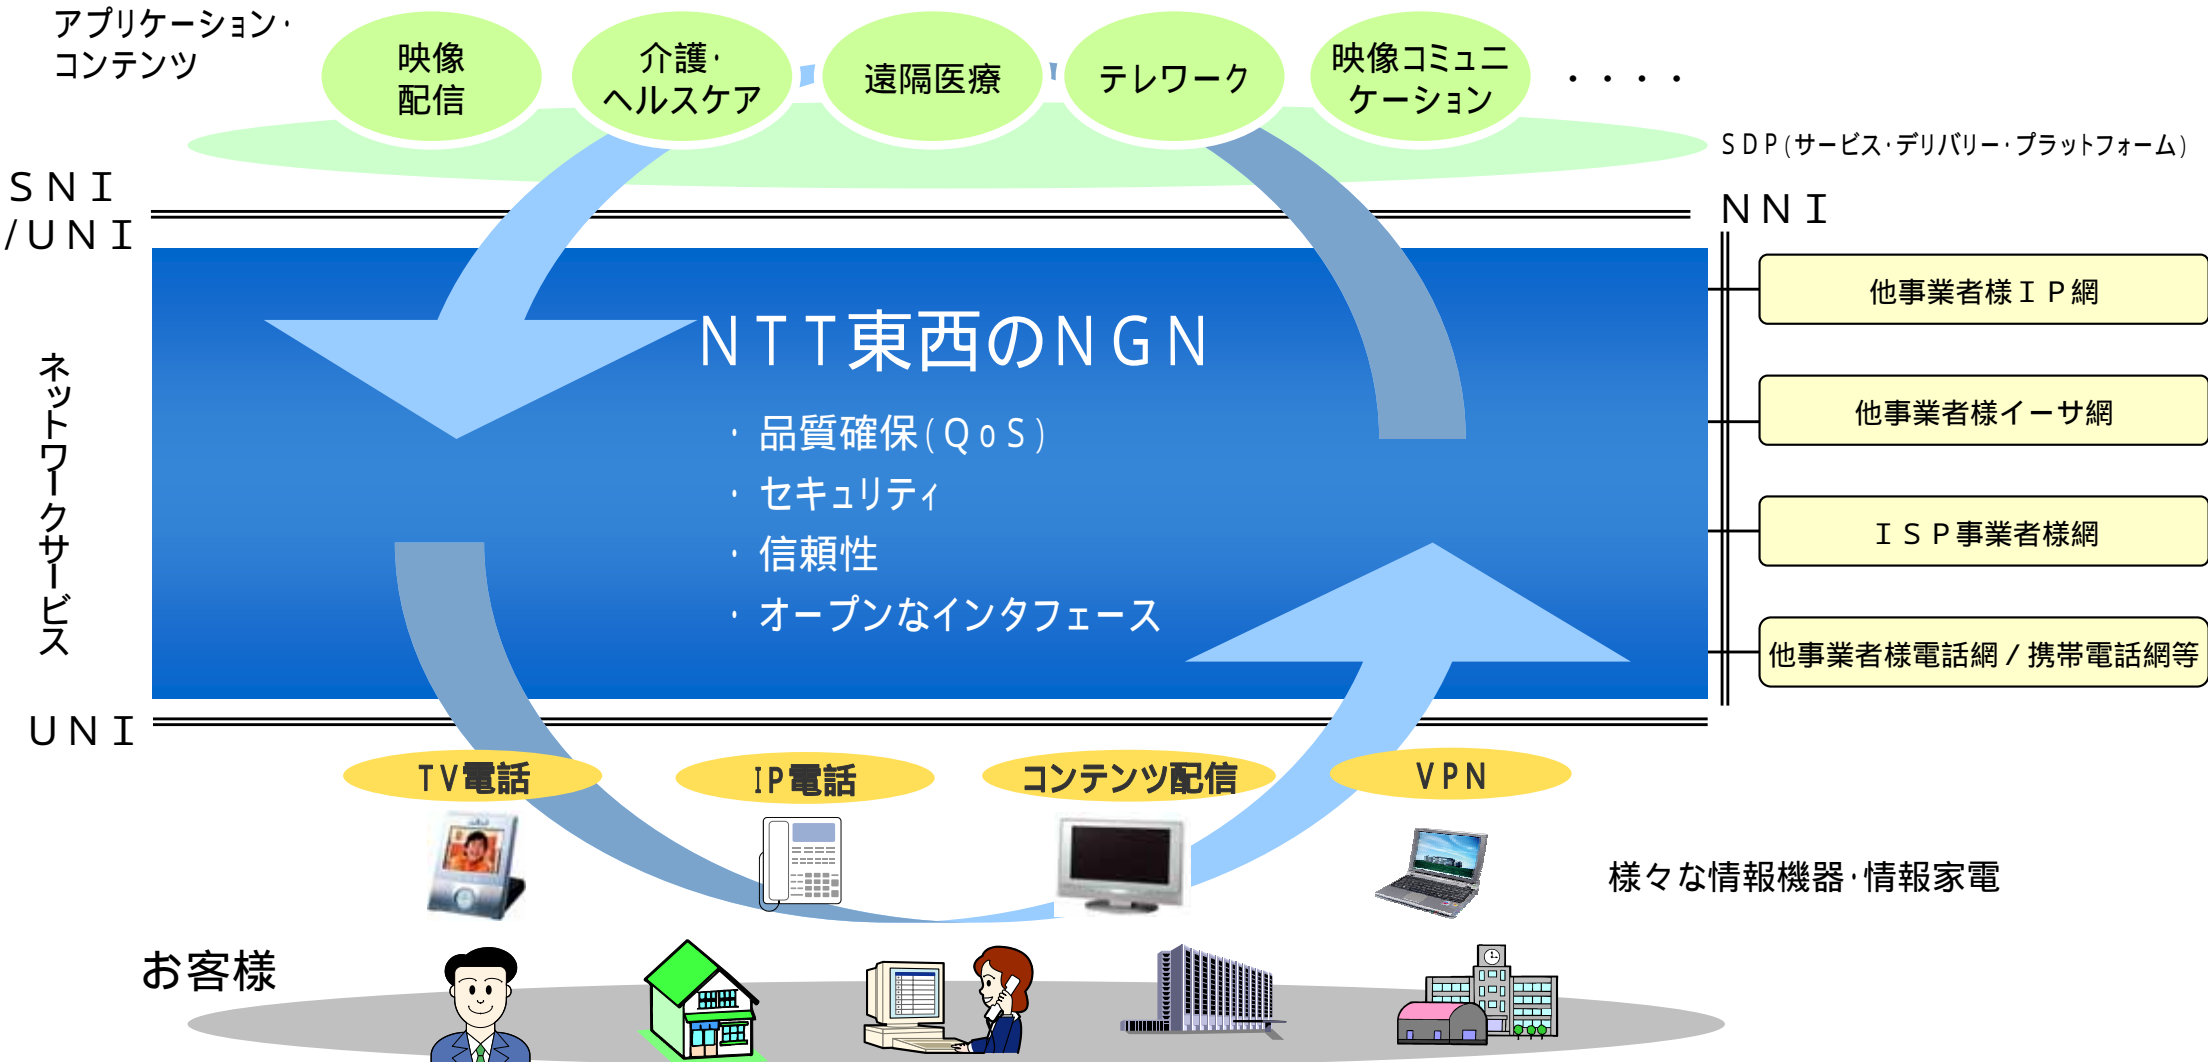 アプリケーション・
コンテンツ
映像
配信
介護・
ヘルスケア
遠隔医療
テレワーク
映像コミュニ
ケーション
・・・・
SDP(サービス・デリバリー・プラットフォーム)
SNI
/UNI
NNI
ネットワークサービス
NTT東西のNGN
・品質確保(QoS)
・セキュリティ
・信頼性
・オープンなインタフェース
他事業者様IP網
他事業者様イーサ網
ISP事業者様網
他事業者様電話網/携帯電話網等
UNI
TV電話
IP電話
コンテンツ配信
VPN
様々な情報機器・情報家電
お客様